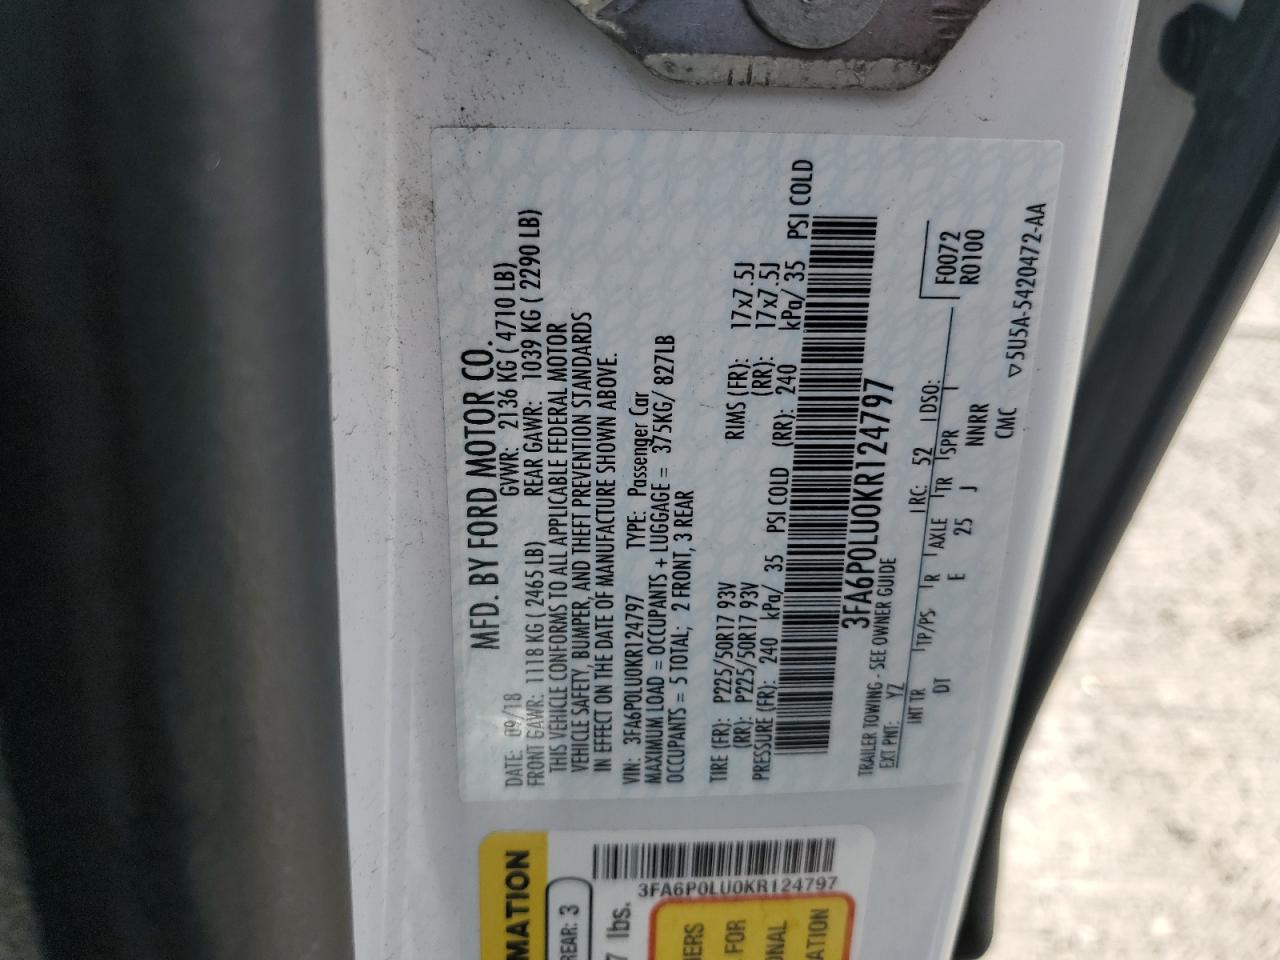 MFD. BY FORD MOTOR CO.
DATE: 09/18 GVWR: 2136 KG ( 4710 LB)
FRONT GAWR: 1118 KG ( 2465 LB) REAR GAWR: 1039 KG ( 2290 LB)
THIS VEHICLE CONFORMS TO ALL APPLICABLE FEDERAL MOTOR
VEHICLE SAFETY, BUMPER, AND THEFT PREVENTION STANDARDS
IN EFFECT ON THE DATE OF MANUFACTURE SHOWN ABOVE.
VIN: 3FA6P0LU0KR124797 TYPE: Passenger Car
MAXIMUM LOAD = OCCUPANTS + LUGGAGE = 375KG/ 827LB
OCCUPANTS = 5 TOTAL; 2 FRONT, 3 REAR
TIRE (FR): P225/50R17 93V RIMS (FR): 17x7.5J
(RR): P225/50R17 93V (RR): 17x7.5J
PRESSURE (FR): 240 kPa/ 35 PSI COLD (RR): 240 kPa/ 35 PSI COLD
3FA6P0LU0KR124797
TRAILER TOWING - SEE OWNER GUIDE
EXT PNT: YZ RC: 52 DSO: F0072
INT TR TP/PS R AXLE TR SPR R0100
DT E 25 J NNRR
CMC
▽5U5A-5420472-AA
MATION
REAR: 3
3FA6P0LU0KR124797
7 lbs.
FOR